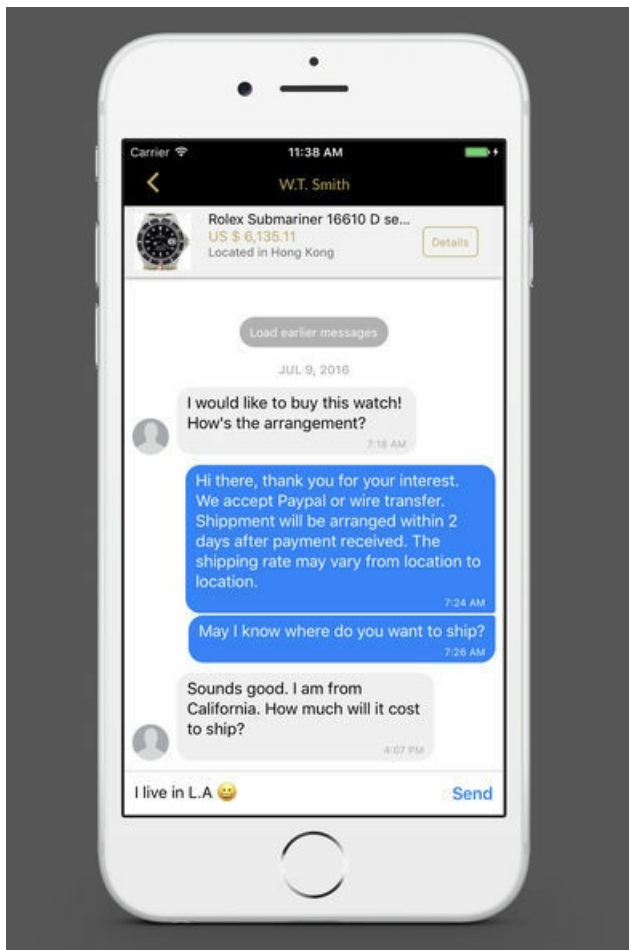 Carrier 11:38 AM
W.T. Smith
Rolex Submariner 16610 D se...
US $ 6,135.11
Located in Hong Kong
Details
Load earlier messages
JUL 9, 2016
I would like to buy this watch!
How's the arrangement?
7:18 AM
Hi there, thank you for your interest.
We accept Paypal or wire transfer.
Shippment will be arranged within 2
days after payment received. The
shipping rate may vary from location to
location.
7:24 AM
May I know where do you want to ship?
7:26 AM
Sounds good. I am from
California. How much will it cost
to ship?
4:07 PM
I live in L.A 😀 Send